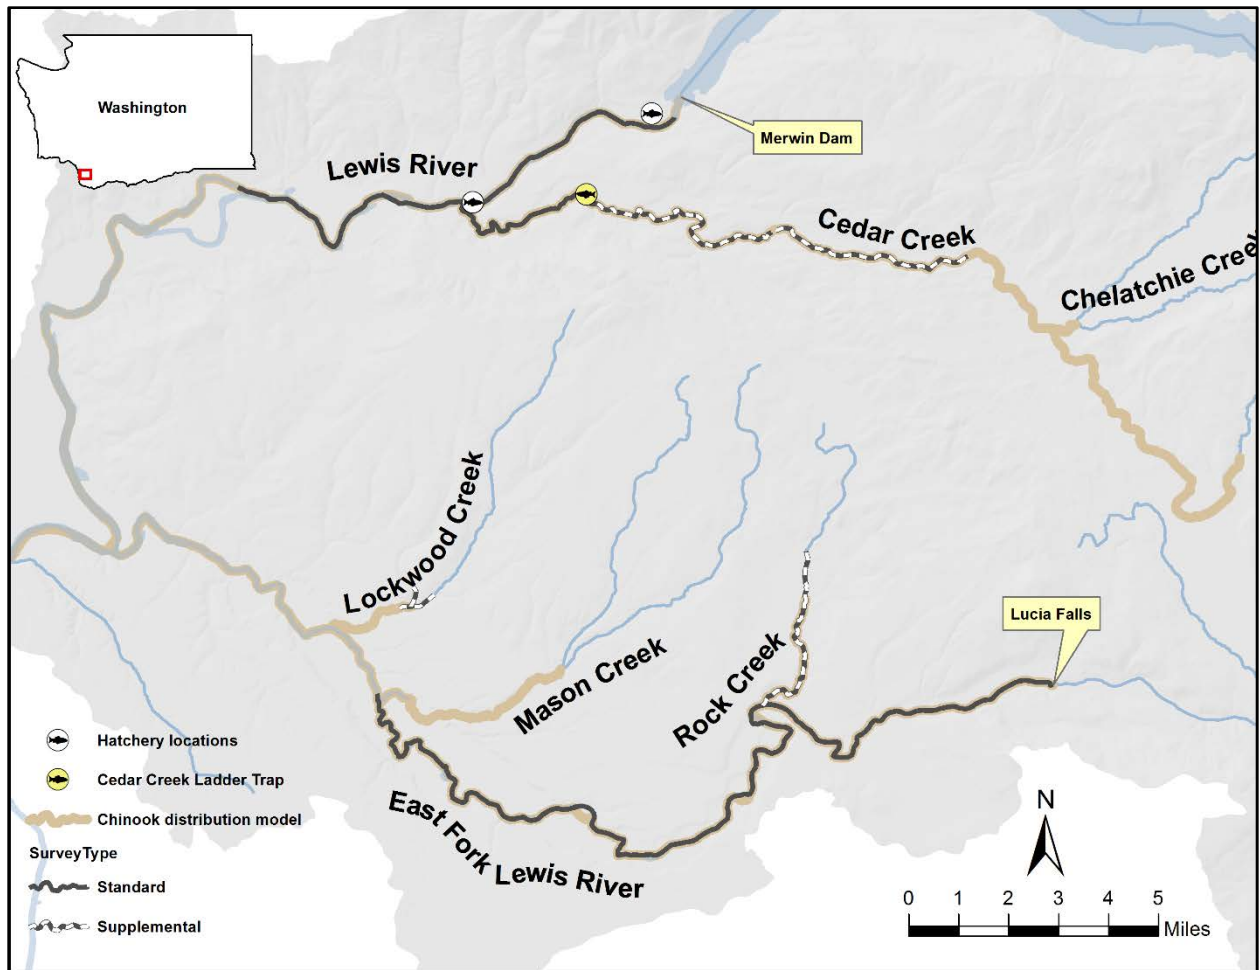 Washington
Merwin Dam
Lewis River
Cedar Creek
Chelatchie Creek
Lockwood Creek
Mason Creek
Rock Creek
Lucia Falls
East Fork Lewis River
Hatchery locations
Cedar Creek Ladder Trap
Chinook distribution model
SurveyType
Standard
Supplemental
N
0 1 2 3 4 5
Miles